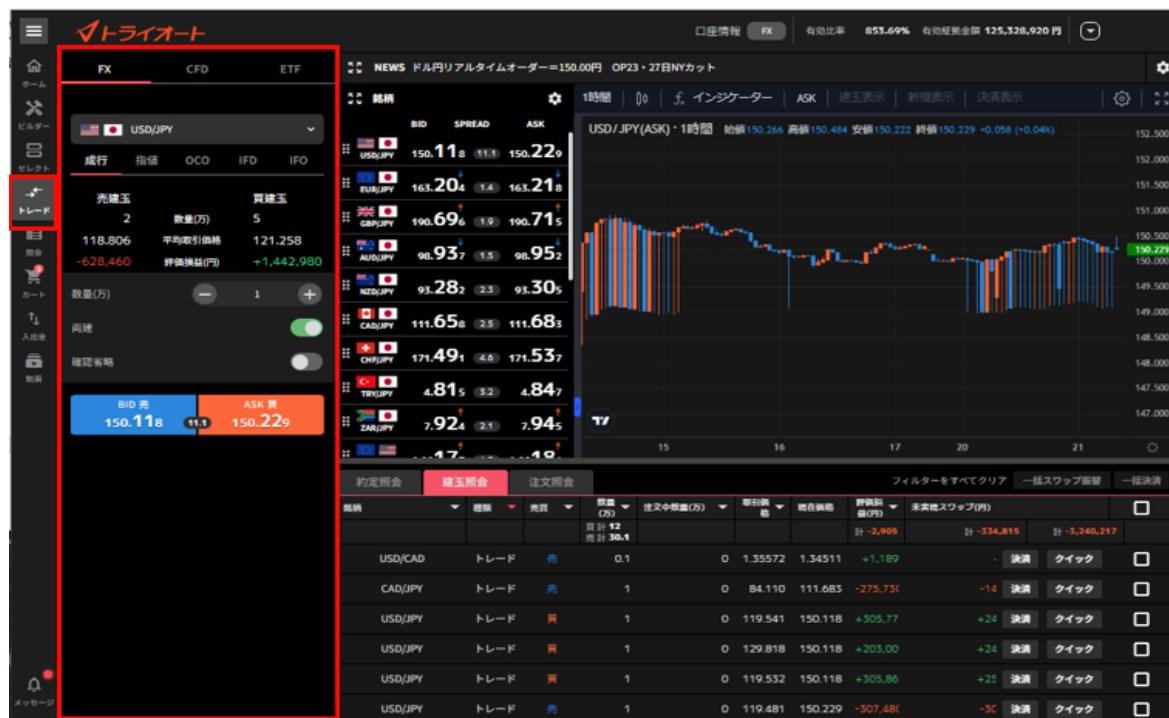 トライオート
口座情報 FX 有効比率 853.69% 有効証拠金額 125,328,920 円
ホーム
ビルダー
セレクト
トレード
照会
カート
入出金
動画
メッセージ
FX CFD ETF
USD/JPY
成行 指値 OCO IFD IFO
売建玉 買建玉
2 数量(万) 5
118.806 平均取引価格 121.258
-628,460 評価損益(円) +1,442,980
数量(万) 1
両建
確認省略
BID 売 ASK 買
150.118 11.1 150.229
NEWS ドル円リアルタイムオーダー=150.00円 OP23・27日NYカット
銘柄
BID SPREAD ASK
USD/JPY 150.118 11.1 150.229
EUR/JPY 163.204 1.4 163.218
GBP/JPY 190.696 1.9 190.715
AUD/JPY 98.937 1.5 98.952
NZD/JPY 93.282 2.3 93.305
CAD/JPY 111.658 2.5 111.683
CHF/JPY 171.491 4.6 171.537
TRY/JPY 4.815 3.2 4.847
ZAR/JPY 7.924 2.1 7.945
1時間 インジケーター ASK 建玉表示 新規表示 決済表示
USD/JPY(ASK)・1時間 始値150.266 高値150.484 安値150.222 終値150.229 -0.058 (+0.04%)
152.500
152.000
151.500
151.000
150.500
150.229
150.000
149.500
149.000
148.500
148.000
147.500
147.000
15 16 17 20 21
約定照会 建玉照会 注文照会 フィルターをすべてクリア 一括スワップ振替 一括決済
銘柄 種類 売買 数量(万) 注文中数量(万) 取引価格 現在価格 評価損益(円) 未実現スワップ(円)
買計 12
売計 30.1 計 -2,905 計 -334,815 計 -3,240,217
USD/CAD トレード 売 0.1 0 1.35572 1.34511 +1,189 - 決済 クイック
CAD/JPY トレード 売 1 0 84.110 111.683 -275,73 -14 決済 クイック
USD/JPY トレード 買 1 0 119.541 150.118 +305,77 +24 決済 クイック
USD/JPY トレード 買 1 0 129.818 150.118 +203,00 +24 決済 クイック
USD/JPY トレード 買 1 0 119.532 150.118 +305,86 +25 決済 クイック
USD/JPY トレード 売 1 0 119.481 150.229 -307,48 -30 決済 クイック